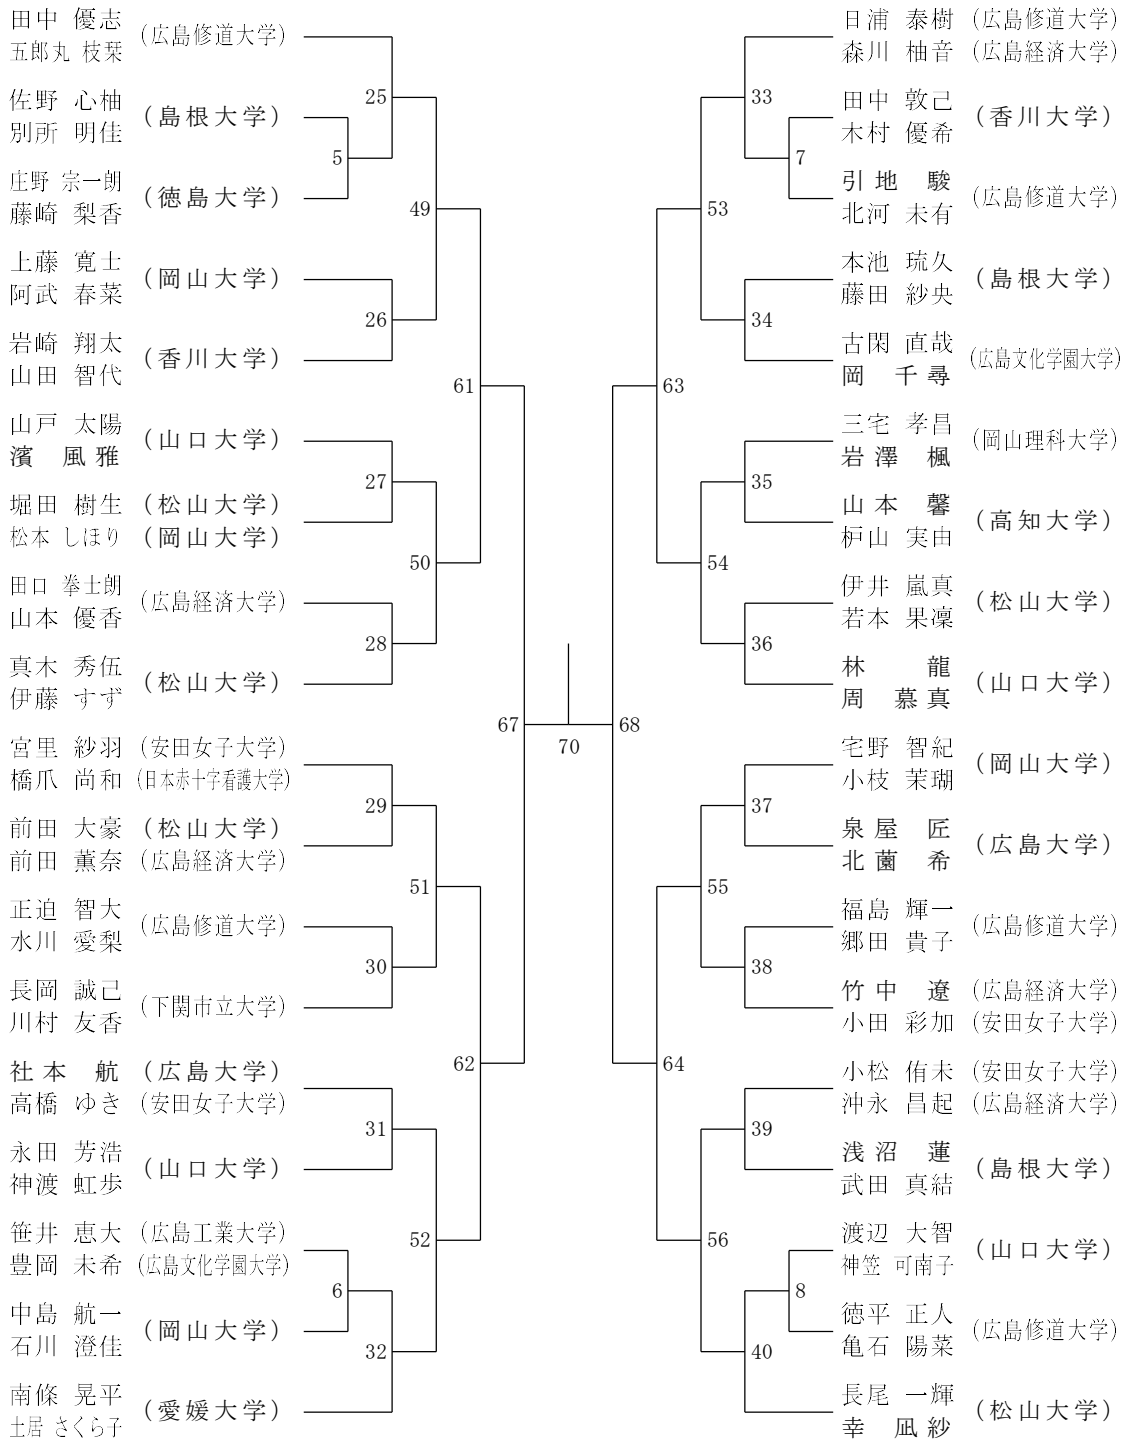 田中 優志 (広島修道大学)
五郎丸 枝栞
佐野 心柚 (島根大学)
別所 明佳
庄野 宗一朗 (徳島大学)
藤崎 梨香
上藤 寛士 (岡山大学)
阿武 春菜
岩崎 翔太 (香川大学)
山田 智代
山戸 太陽 (山口大学)
濱 風雅
堀田 樹生 (松山大学)
松本 しほり (岡山大学)
田口 拳士朗 (広島経済大学)
山本 優香
真木 秀伍 (松山大学)
伊藤 すず
宮里 紗羽 (安田女子大学)
橋爪 尚和 (日本赤十字看護大学)
前田 大豪 (松山大学)
前田 薫奈 (広島経済大学)
正迫 智大 (広島修道大学)
水川 愛梨
長岡 誠己 (下関市立大学)
川村 友香
社本 航 (広島大学)
高橋 ゆき (安田女子大学)
永田 芳浩 (山口大学)
神渡 虹歩
笹井 恵大 (広島工業大学)
豊岡 未希 (広島文化学園大学)
中島 航一 (岡山大学)
石川 澄佳
南條 晃平 (愛媛大学)
土居 さくら子
25
5
49
26
61
27
50
28
67
29
51
30
62
31
52
6
32
70
日浦 泰樹 (広島修道大学)
森川 柚音 (広島経済大学)
田中 敦己 (香川大学)
木村 優希
引地 駿 (広島修道大学)
北河 未有
本池 琉久 (島根大学)
藤田 紗央
古閑 直哉 (広島文化学園大学)
岡 千尋
三宅 孝昌 (岡山理科大学)
岩澤 楓
山本 馨 (高知大学)
枦山 実由
伊井 嵐真 (松山大学)
若本 果凜
林 龍 (山口大学)
周 慕真
宅野 智紀 (岡山大学)
小枝 茉瑚
泉屋 匠 (広島大学)
北薗 希
福島 輝一 (広島修道大学)
郷田 貴子
竹中 遼 (広島経済大学)
小田 彩加 (安田女子大学)
小松 侑未 (安田女子大学)
沖永 昌起 (広島経済大学)
浅沼 蓮 (島根大学)
武田 真結
渡辺 大智 (山口大学)
神笠 可南子
徳平 正人 (広島修道大学)
亀石 陽菜
長尾 一輝 (松山大学)
幸 凪紗
33
7
53
34
63
35
54
36
68
37
55
38
64
39
56
8
40